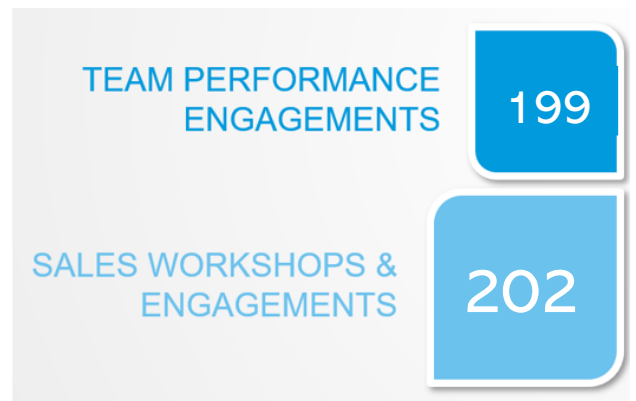 TEAM PERFORMANCE
ENGAGEMENTS
199
SALES WORKSHOPS &
ENGAGEMENTS
202